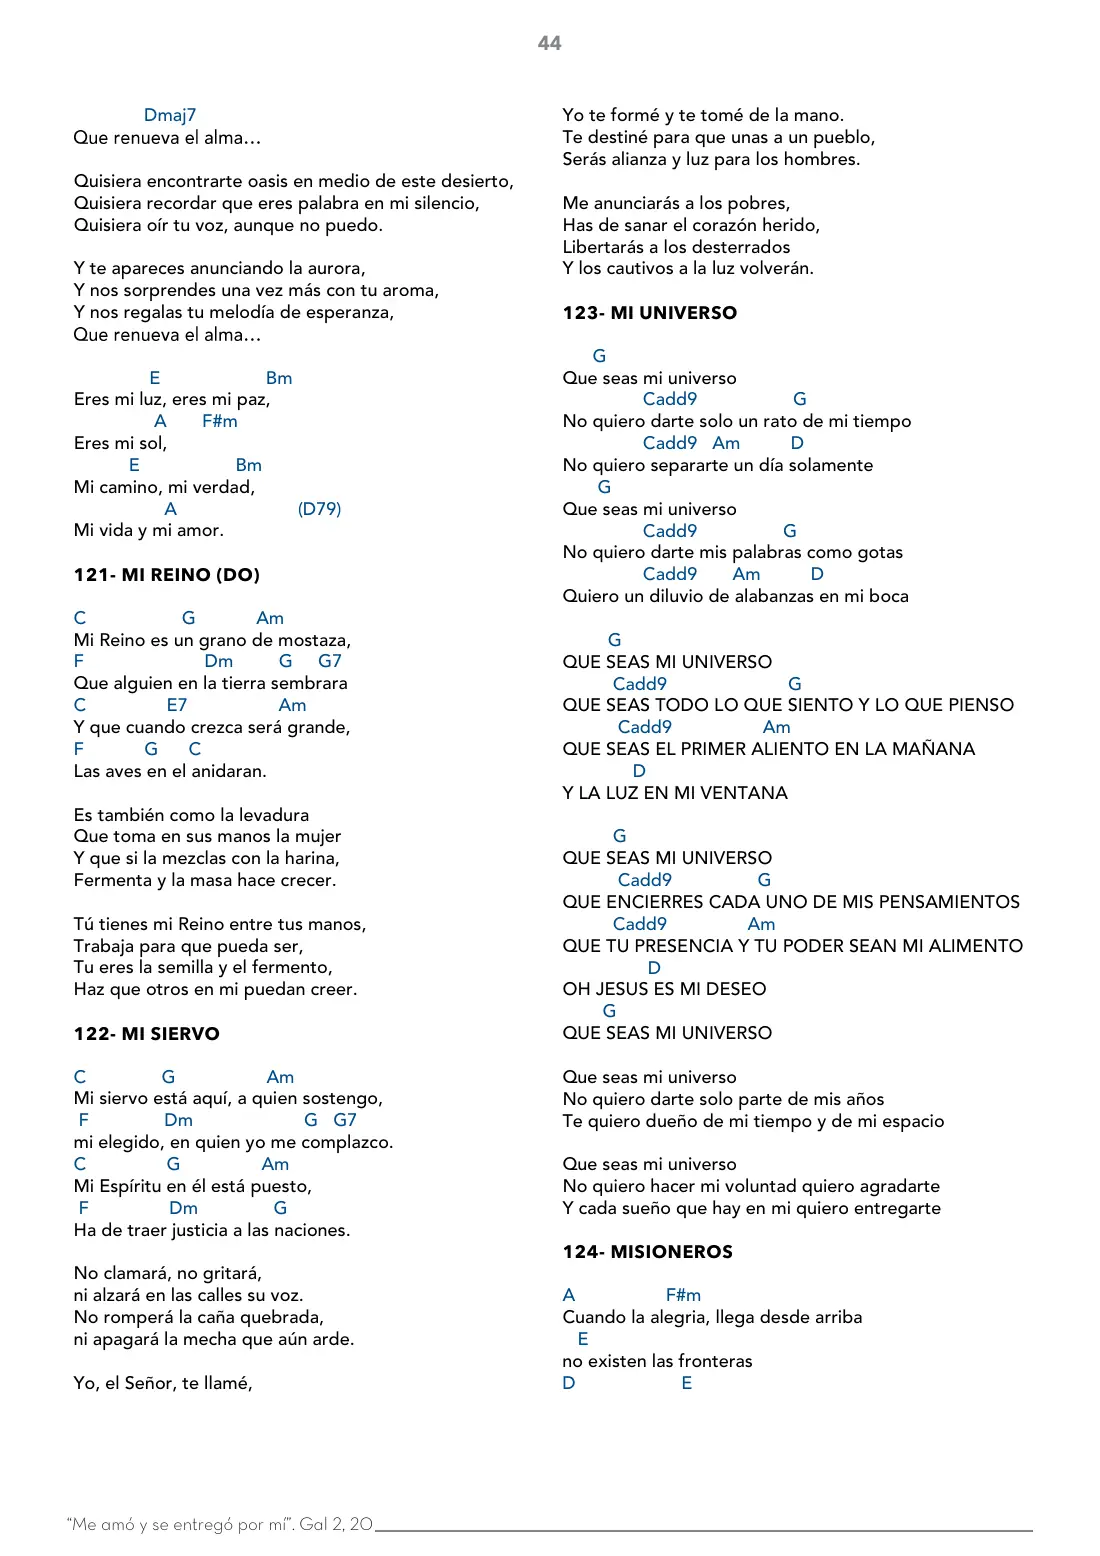 44
Dmaj7
Que renueva el alma…
Quisiera encontrarte oasis en medio de este desierto,
Quisiera recordar que eres palabra en mi silencio,
Quisiera oír tu voz, aunque no puedo.
Y te apareces anunciando la aurora,
Y nos sorprendes una vez más con tu aroma,
Y nos regalas tu melodía de esperanza,
Que renueva el alma…
E Bm
Eres mi luz, eres mi paz,
A F#m
Eres mi sol,
E Bm
Mi camino, mi verdad,
A (D79)
Mi vida y mi amor.
121- MI REINO (DO)
C G Am
Mi Reino es un grano de mostaza,
F Dm G G7
Que alguien en la tierra sembrara
C E7 Am
Y que cuando crezca será grande,
F G C
Las aves en el anidaran.
Es también como la levadura
Que toma en sus manos la mujer
Y que si la mezclas con la harina,
Fermenta y la masa hace crecer.
Tú tienes mi Reino entre tus manos,
Trabaja para que pueda ser,
Tu eres la semilla y el fermento,
Haz que otros en mi puedan creer.
122- MI SIERVO
C G Am
Mi siervo está aquí, a quien sostengo,
F Dm G G7
mi elegido, en quien yo me complazco.
C G Am
Mi Espíritu en él está puesto,
F Dm G
Ha de traer justicia a las naciones.
No clamará, no gritará,
ni alzará en las calles su voz.
No romperá la caña quebrada,
ni apagará la mecha que aún arde.
Yo, el Señor, te llamé,
Yo te formé y te tomé de la mano.
Te destiné para que unas a un pueblo,
Serás alianza y luz para los hombres.
Me anunciarás a los pobres,
Has de sanar el corazón herido,
Libertarás a los desterrados
Y los cautivos a la luz volverán.
123- MI UNIVERSO
G
Que seas mi universo
Cadd9 G
No quiero darte solo un rato de mi tiempo
Cadd9 Am D
No quiero separarte un día solamente
G
Que seas mi universo
Cadd9 G
No quiero darte mis palabras como gotas
Cadd9 Am D
Quiero un diluvio de alabanzas en mi boca
G
QUE SEAS MI UNIVERSO
Cadd9 G
QUE SEAS TODO LO QUE SIENTO Y LO QUE PIENSO
Cadd9 Am
QUE SEAS EL PRIMER ALIENTO EN LA MAÑANA
D
Y LA LUZ EN MI VENTANA
G
QUE SEAS MI UNIVERSO
Cadd9 G
QUE ENCIERRES CADA UNO DE MIS PENSAMIENTOS
Cadd9 Am
QUE TU PRESENCIA Y TU PODER SEAN MI ALIMENTO
D
OH JESUS ES MI DESEO
G
QUE SEAS MI UNIVERSO
Que seas mi universo
No quiero darte solo parte de mis años
Te quiero dueño de mi tiempo y de mi espacio
Que seas mi universo
No quiero hacer mi voluntad quiero agradarte
Y cada sueño que hay en mi quiero entregarte
124- MISIONEROS
A F#m
Cuando la alegria, llega desde arriba
E
no existen las fronteras
D E
“Me amó y se entregó por mí”. Gal 2, 20